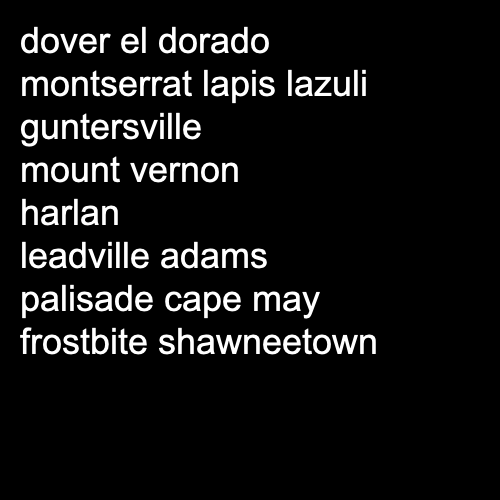 dover el dorado
montserrat lapis lazuli
guntersville
mount vernon
harlan
leadville adams
palisade cape may
frostbite shawneetown